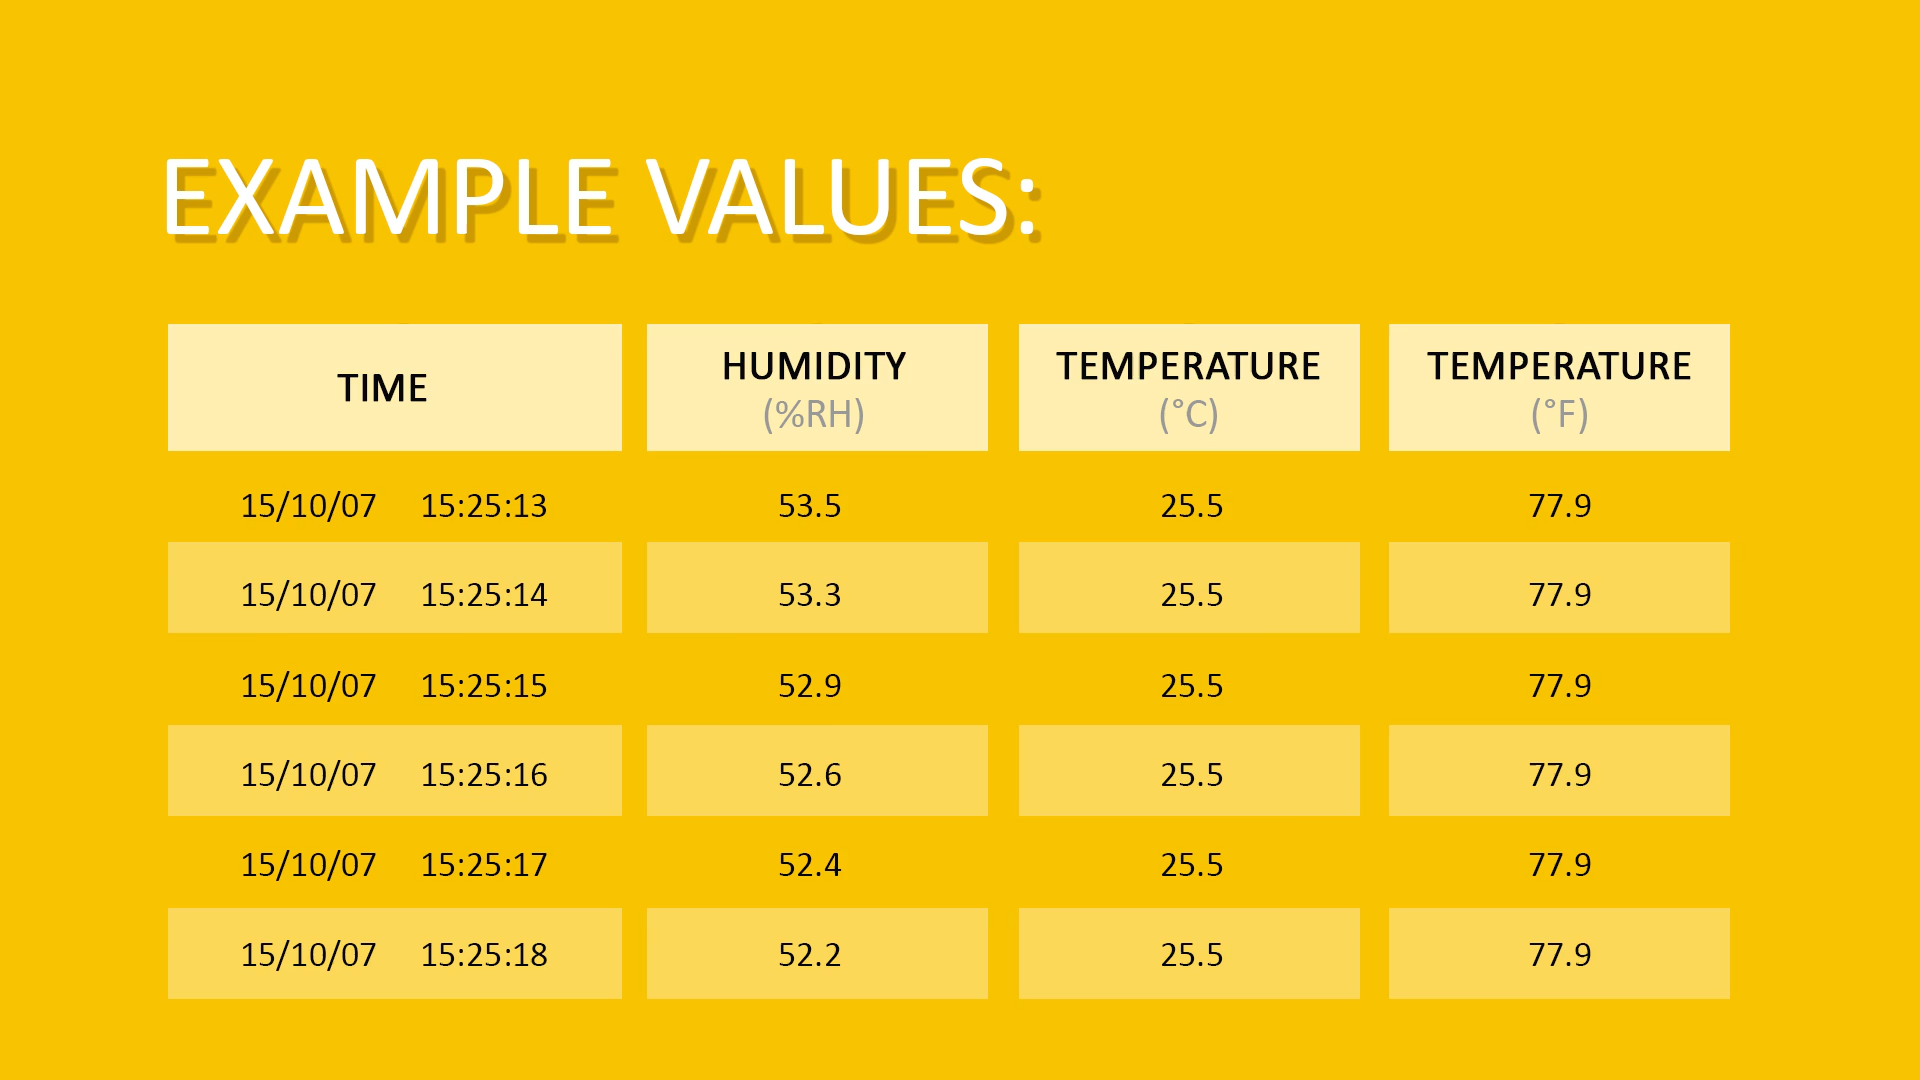 EXAMPLE VALUES:
TIME HUMIDITY (%RH) TEMPERATURE (°C) TEMPERATURE (°F)
15/10/07 15:25:13 53.5 25.5 77.9
15/10/07 15:25:14 53.3 25.5 77.9
15/10/07 15:25:15 52.9 25.5 77.9
15/10/07 15:25:16 52.6 25.5 77.9
15/10/07 15:25:17 52.4 25.5 77.9
15/10/07 15:25:18 52.2 25.5 77.9